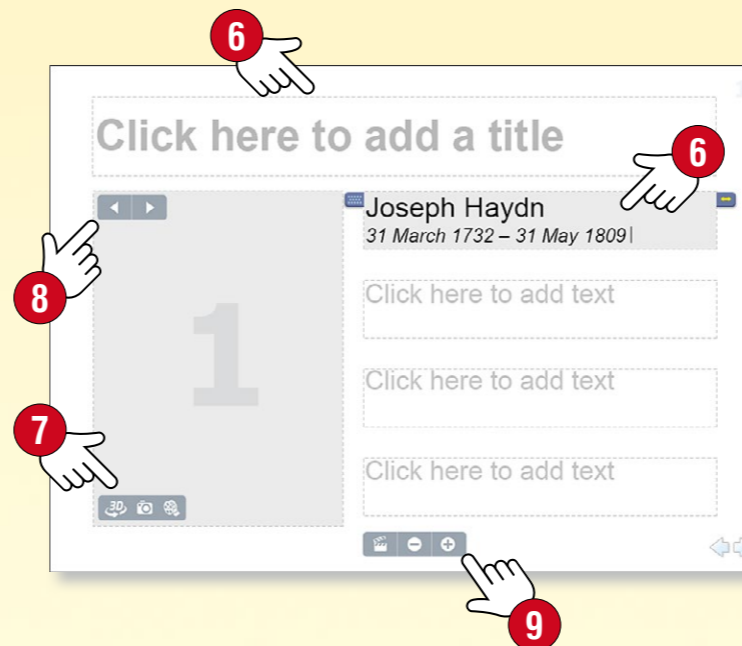 6
Click here to add a title
6
Joseph Haydn
31 March 1732 – 31 May 1809
8
1
Click here to add text
Click here to add text
7
Click here to add text
3D
9